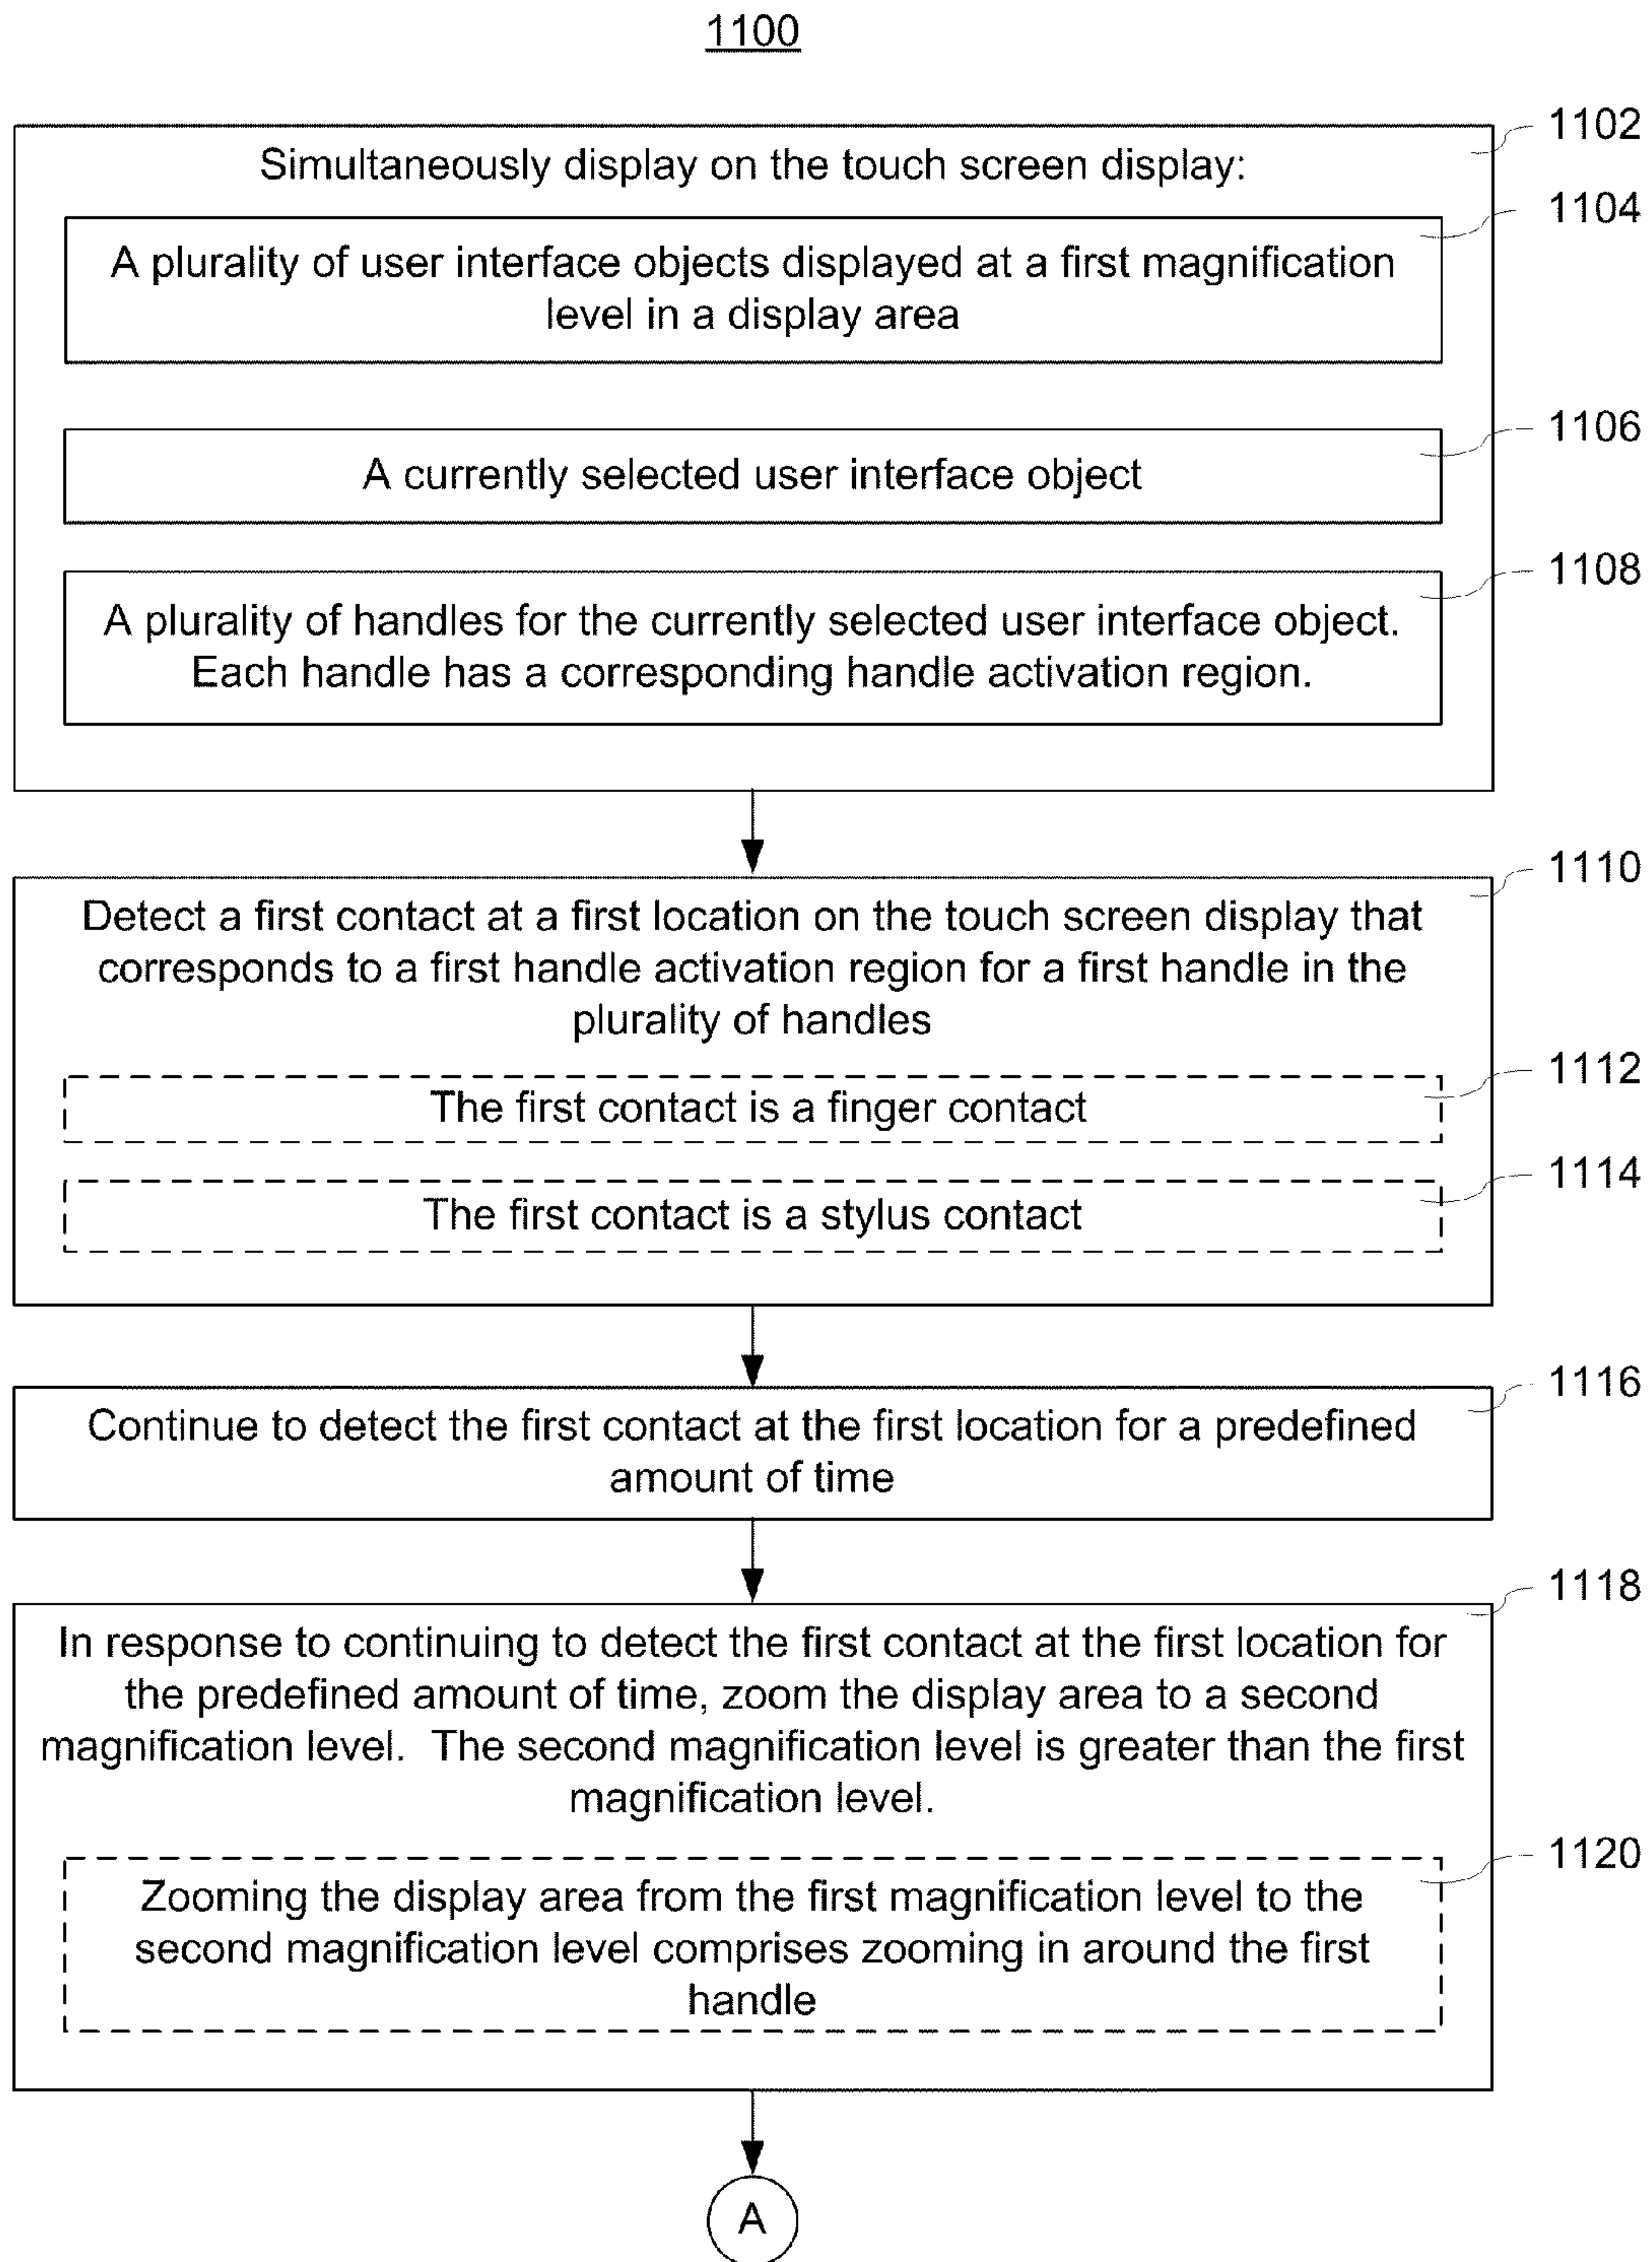 1100
1102
Simultaneously display on the touch screen display:
1104
A plurality of user interface objects displayed at a first magnification
level in a display area
1106
A currently selected user interface object
1108
A plurality of handles for the currently selected user interface object.
Each handle has a corresponding handle activation region.
1110
Detect a first contact at a first location on the touch screen display that
corresponds to a first handle activation region for a first handle in the
plurality of handles
1112
The first contact is a finger contact
1114
The first contact is a stylus contact
1116
Continue to detect the first contact at the first location for a predefined
amount of time
1118
In response to continuing to detect the first contact at the first location for
the predefined amount of time, zoom the display area to a second
magnification level.  The second magnification level is greater than the first
magnification level.
1120
Zooming the display area from the first magnification level to the
second magnification level comprises zooming in around the first
handle
A